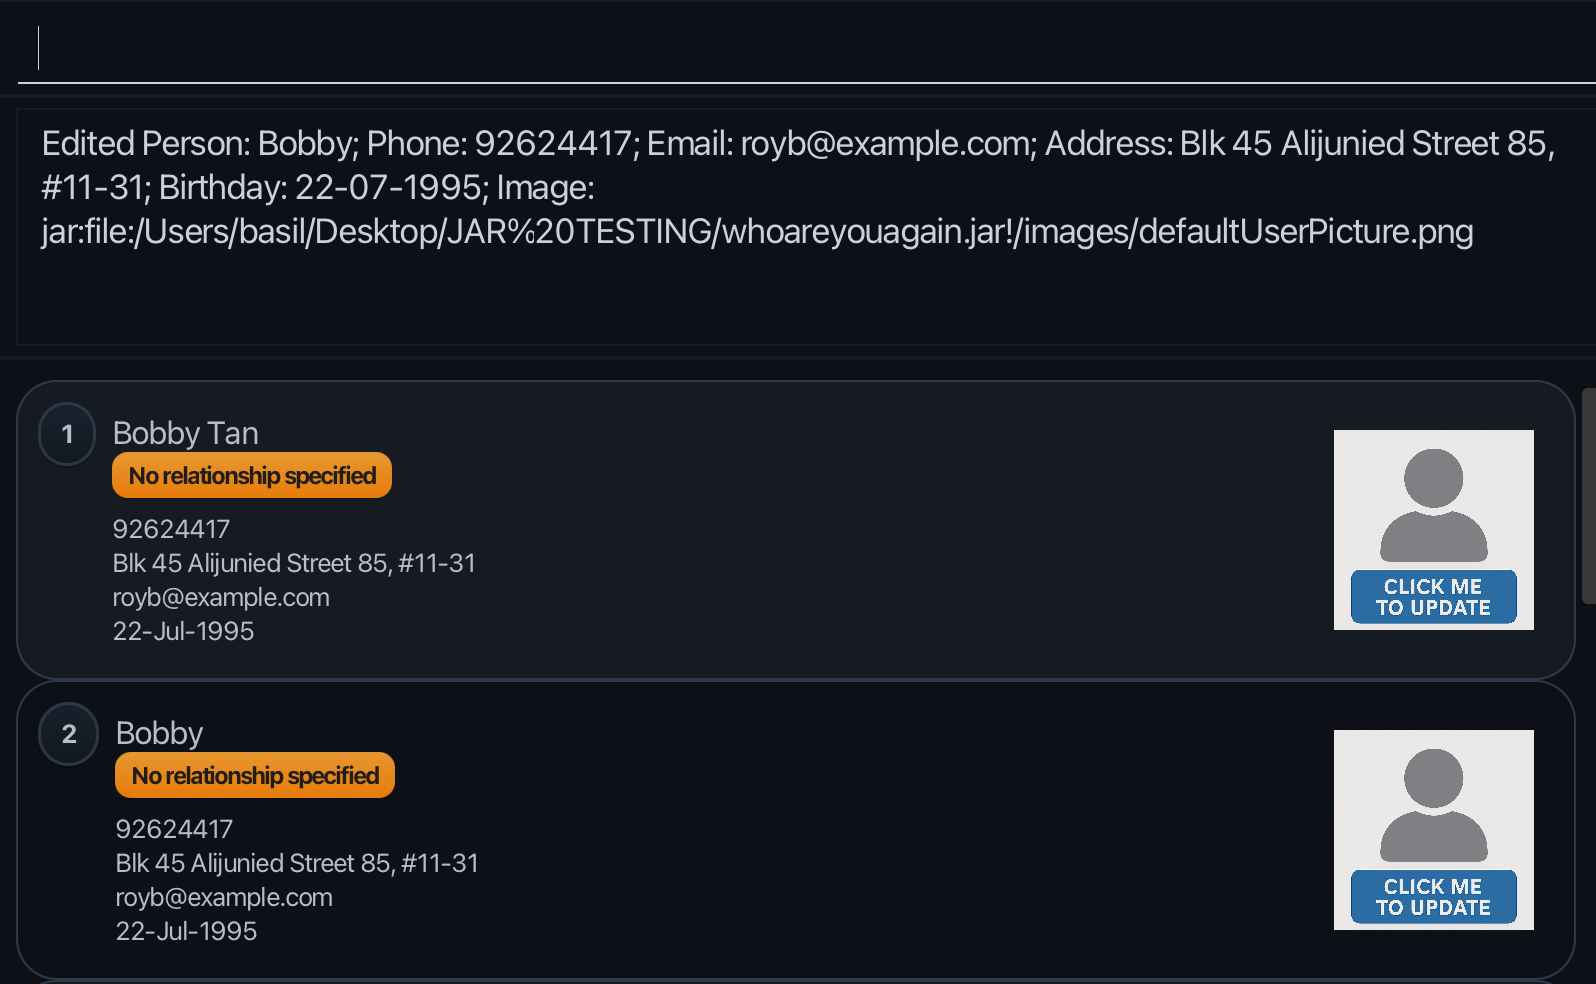 Edited Person: Bobby; Phone: 92624417; Email: royb@example.com; Address: Blk 45 Alijunied Street 85,
#11-31; Birthday: 22-07-1995; Image:
jar:file:/Users/basil/Desktop/JAR%20TESTING/whoareyouagain.jar!/images/defaultUserPicture.png
1
Bobby Tan
No relationship specified
92624417
Blk 45 Alijunied Street 85, #11-31
royb@example.com
22-Jul-1995
CLICK ME
TO UPDATE
2
Bobby
No relationship specified
92624417
Blk 45 Alijunied Street 85, #11-31
royb@example.com
22-Jul-1995
CLICK ME
TO UPDATE